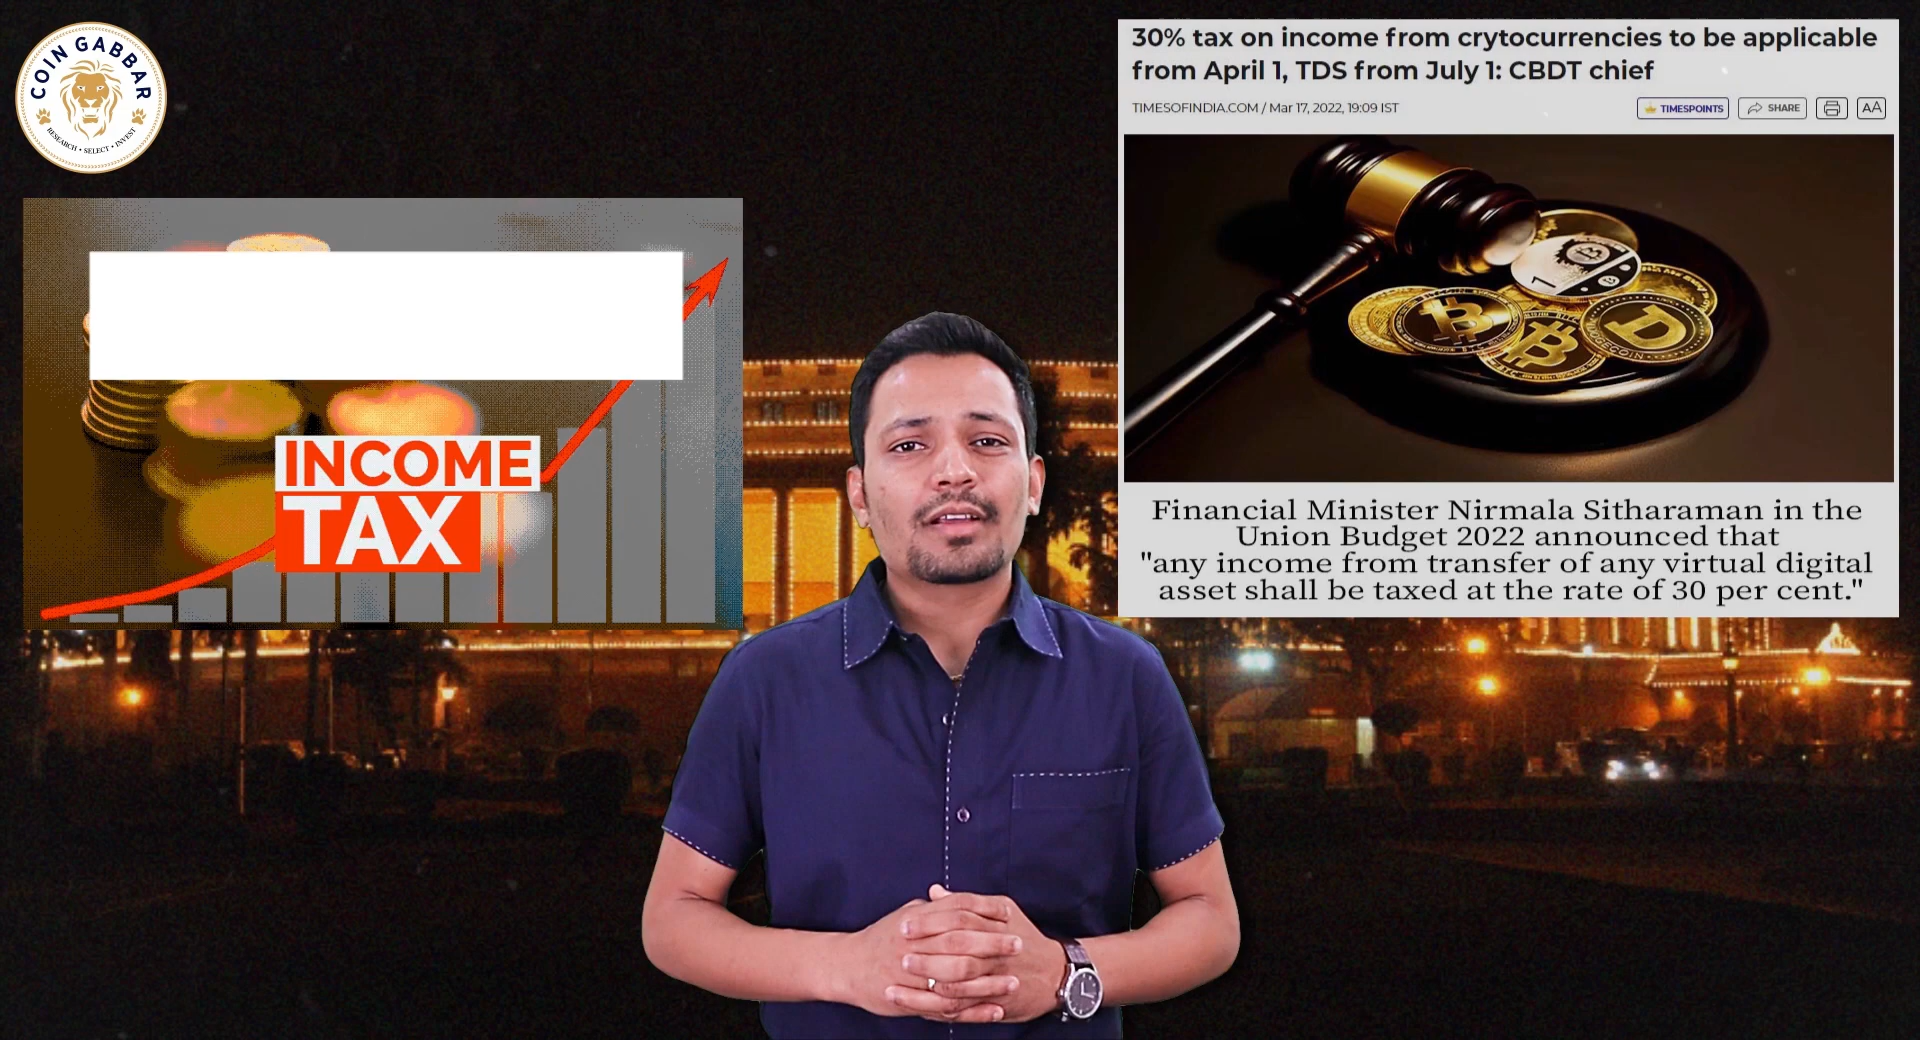 COIN GABBAR
RESEARCH • SELECT • INVEST
INCOME
TAX
30% tax on income from crytocurrencies to be applicable
from April 1, TDS from July 1: CBDT chief
TIMESOFINDIA.COM / Mar 17, 2022, 19:09 IST
TIMESPOINTS
SHARE
AA
Financial Minister Nirmala Sitharaman in the
Union Budget 2022 announced that
"any income from transfer of any virtual digital
asset shall be taxed at the rate of 30 per cent."